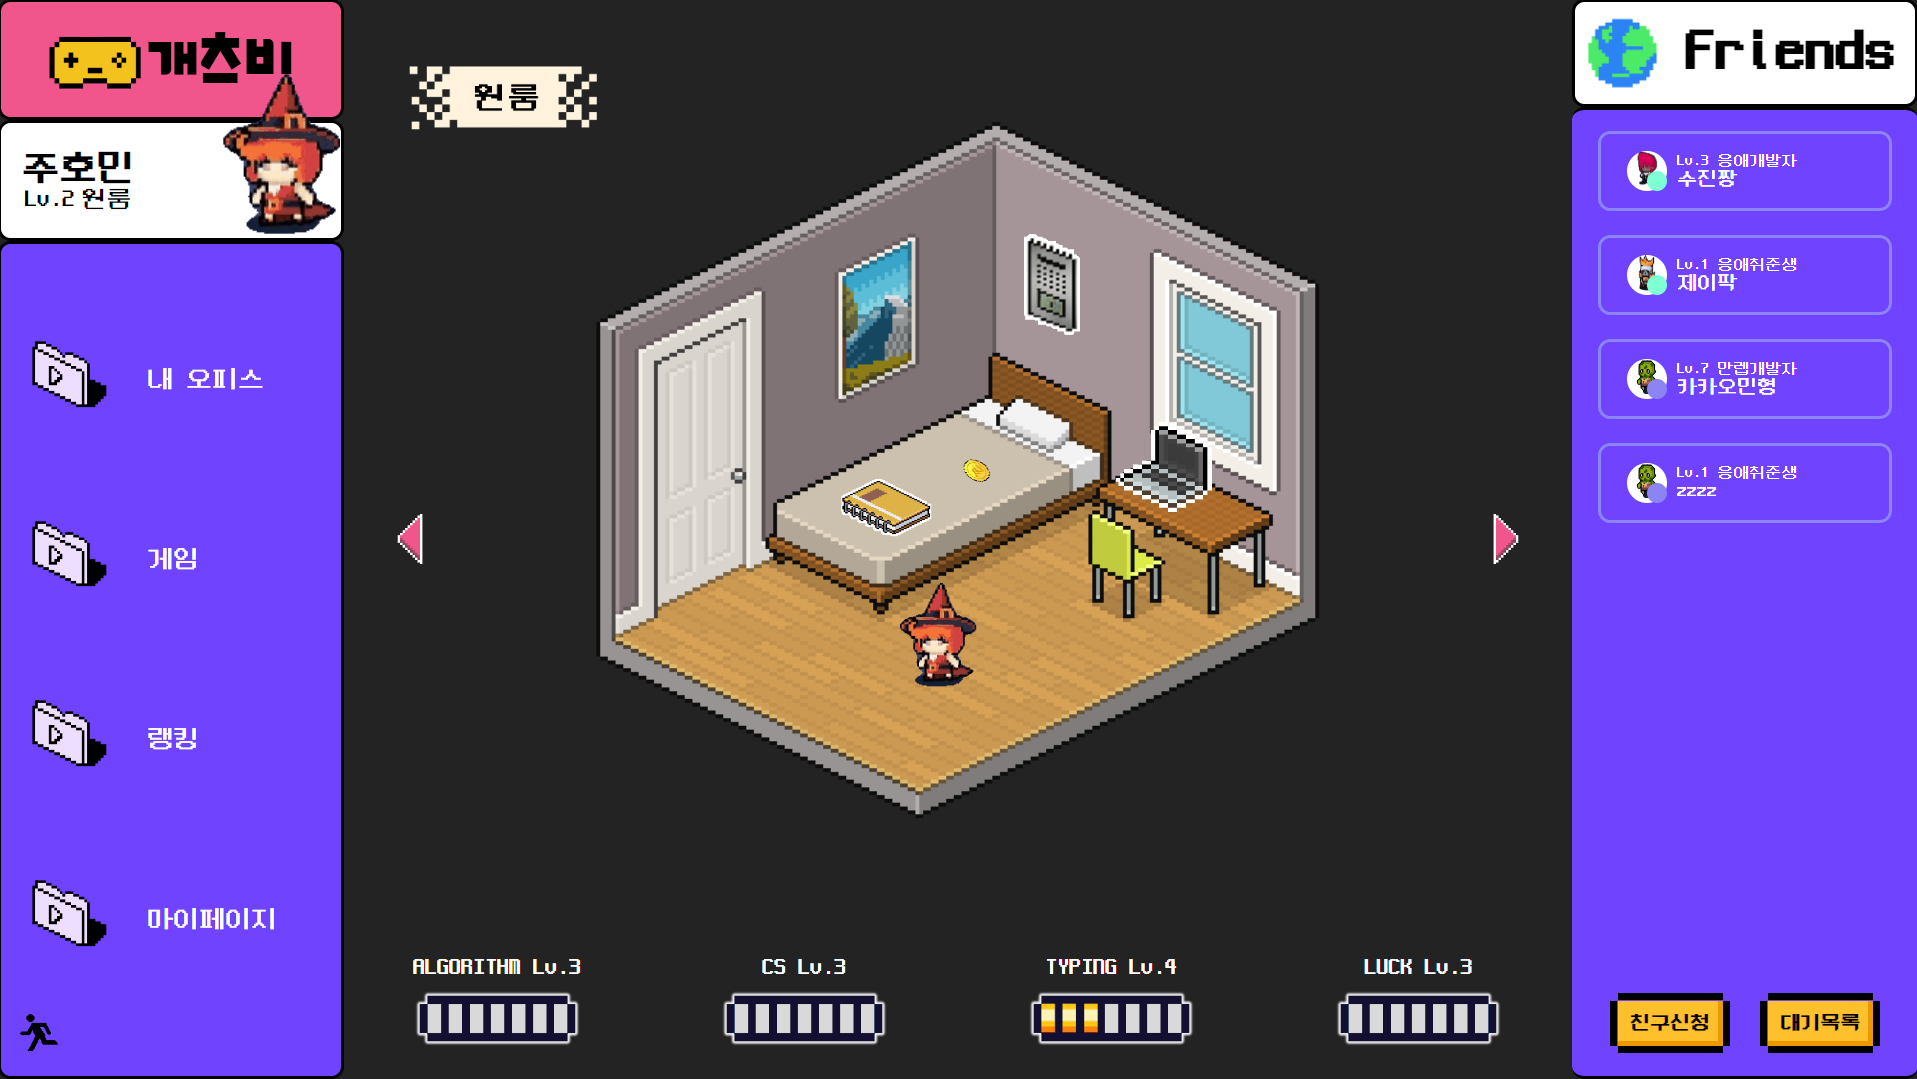 개츠비
주호민
Lv.2 원룸
내 오피스
게임
랭킹
마이페이지
원룸
ALGORITHM Lv.3
CS Lv.3
TYPING Lv.4
LUCK Lv.3
Friends
Lv.3 응애개발자
수진짱
Lv.1 응애취준생
제이팍
Lv.7 만렙개발자
카카오민형
Lv.1 응애취준생
zzzz
친구신청
대기목록